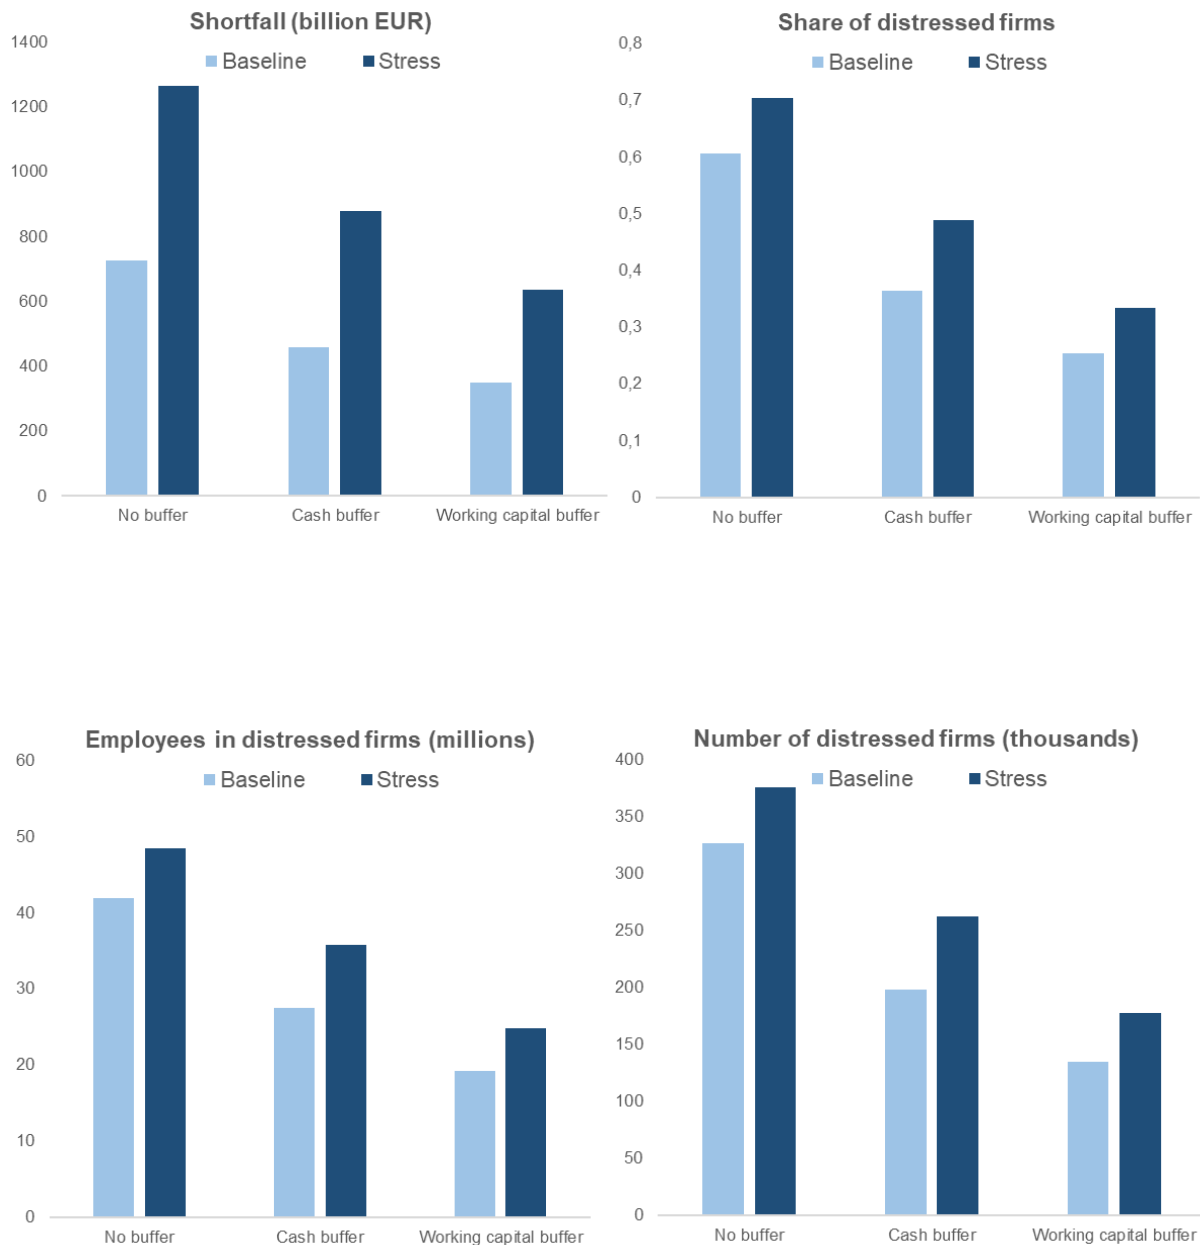 Shortfall (billion EUR)
Baseline
Stress
1400
1200
1000
800
600
400
200
0
No buffer
Cash buffer
Working capital buffer
Share of distressed firms
Baseline
Stress
0,8
0,7
0,6
0,5
0,4
0,3
0,2
0,1
0
No buffer
Cash buffer
Working capital buffer
Employees in distressed firms (millions)
Baseline
Stress
60
50
40
30
20
10
0
No buffer
Cash buffer
Working capital buffer
Number of distressed firms (thousands)
Baseline
Stress
400
350
300
250
200
150
100
50
0
No buffer
Cash buffer
Working capital buffer